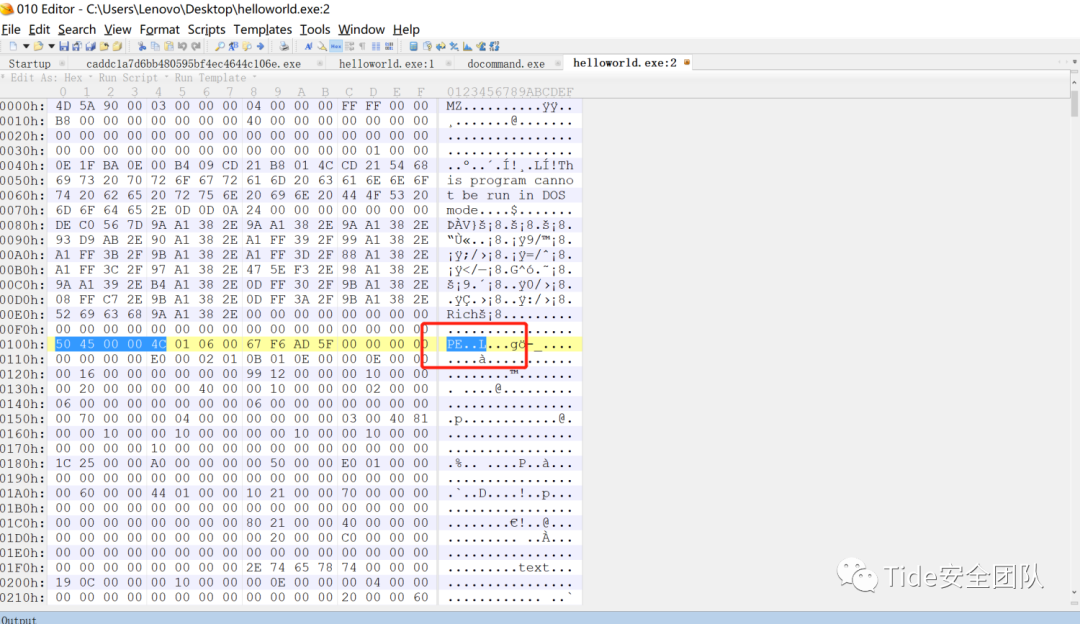 010 Editor - C:\Users\Lenovo\Desktop\helloworld.exe:2
File Edit Search View Format Scripts Templates Tools Window Help
Startup caddc1a7d6bb480595bf4ec4644c106e.exe helloworld.exe:1 docommand.exe helloworld.exe:2
* Edit As: Hex Run Script Run Template
0 1 2 3 4 5 6 7 8 9 A B C D E F 0123456789ABCDEF
0000h: 4D 5A 90 00 03 00 00 00 04 00 00 00 FF FF 00 00 MZ..........ÿÿ..
0010h: B8 00 00 00 00 00 00 00 40 00 00 00 00 00 00 00 ¸.......@.......
0020h: 00 00 00 00 00 00 00 00 00 00 00 00 00 00 00 00 ................
0030h: 00 00 00 00 00 00 00 00 00 00 00 00 00 01 00 00 ................
0040h: 0E 1F BA 0E 00 B4 09 CD 21 B8 01 4C CD 21 54 68 ..º..´.Í!¸.LÍ!Th
0050h: 69 73 20 70 72 6F 67 72 61 6D 20 63 61 6E 6E 6F is program canno
0060h: 74 20 62 65 20 72 75 6E 20 69 6E 20 44 4F 53 20 t be run in DOS
0070h: 6D 6F 64 65 2E 0D 0D 0A 24 00 00 00 00 00 00 00 mode....$.......
0080h: DE C0 56 7D 9A A1 38 2E 9A A1 38 2E 9A A1 38 2E ÞÀV}š¡8.š¡8.š¡8.
0090h: 93 D9 AB 2E 90 A1 38 2E A1 FF 39 2F 99 A1 38 2E “Ù«..¡8.¡ÿ9/™¡8.
00A0h: A1 FF 3B 2F 9B A1 38 2E A1 FF 3D 2F 88 A1 38 2E ¡ÿ;/›¡8.¡ÿ=/ˆ¡8.
00B0h: A1 FF 3C 2F 97 A1 38 2E 47 5E F3 2E 98 A1 38 2E ¡ÿ</—¡8.G^ó.˜¡8.
00C0h: 9A A1 39 2E B4 A1 38 2E 0D FF 30 2F 9B A1 38 2E š¡9.´¡8..ÿ0/›¡8.
00D0h: 08 FF C7 2E 9B A1 38 2E 0D FF 3A 2F 9B A1 38 2E .ÿÇ.›¡8..ÿ:/›¡8.
00E0h: 52 69 63 68 9A A1 38 2E 00 00 00 00 00 00 00 00 Richš¡8.........
00F0h: 00 00 00 00 00 00 00 00 00 00 00 00 00 00 00 00 ................
0100h: 50 45 00 00 4C 01 06 00 67 F6 AD 5F 00 00 00 00 PE..L...gö-_....
0110h: 00 00 00 00 E0 00 02 01 0B 01 0E 00 00 0E 00 00 ....à...........
0120h: 00 16 00 00 00 00 00 00 99 12 00 00 00 10 00 00 ........™.......
0130h: 00 20 00 00 00 00 40 00 00 10 00 00 00 02 00 00 . ....@.........
0140h: 06 00 00 00 00 00 00 00 06 00 00 00 00 00 00 00 ................
0150h: 00 70 00 00 00 04 00 00 00 00 00 00 03 00 40 81 .p............@.
0160h: 00 00 10 00 00 10 00 00 00 00 10 00 00 10 00 00 ................
0170h: 00 00 00 00 10 00 00 00 00 00 00 00 00 00 00 00 ................
0180h: 1C 25 00 00 A0 00 00 00 00 50 00 00 E0 01 00 00 .%.. ....P..à...
0190h: 00 00 00 00 00 00 00 00 00 00 00 00 00 00 00 00 ................
01A0h: 00 60 00 00 44 01 00 00 10 21 00 00 70 00 00 00 .`..D....!..p...
01B0h: 00 00 00 00 00 00 00 00 00 00 00 00 00 00 00 00 ................
01C0h: 00 00 00 00 00 00 00 00 80 21 00 00 40 00 00 00 ........€!..@...
01D0h: 00 00 00 00 00 00 00 00 00 20 00 00 C0 00 00 00 ......... ..À...
01E0h: 00 00 00 00 00 00 00 00 00 00 00 00 00 00 00 00 ................
01F0h: 00 00 00 00 00 00 00 00 2E 74 65 78 74 00 00 00 .........text...
0200h: 19 0C 00 00 00 10 00 00 00 0E 00 00 00 04 00 00 ................
0210h: 00 00 00 00 00 00 00 00 00 00 00 00 20 00 00 60 ............ ..`
Tide安全团队
Output